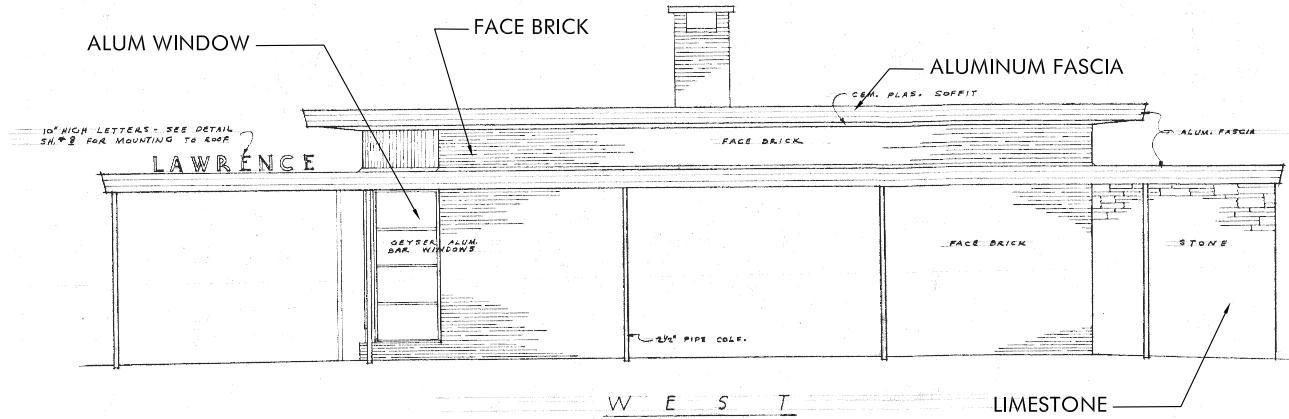 FACE BRICK
ALUM WINDOW
ALUMINUM FASCIA
CEM. PLAS. SOFFIT
10" HIGH LETTERS - SEE DETAIL
SH. # 8 FOR MOUNTING TO ROOF
ALUM. FASCIA
FACE BRICK
LAWRENCE
GEYSER ALUM.
BAR WINDOWS
FACE BRICK
STONE
2½" PIPE COLS.
WEST
LIMESTONE